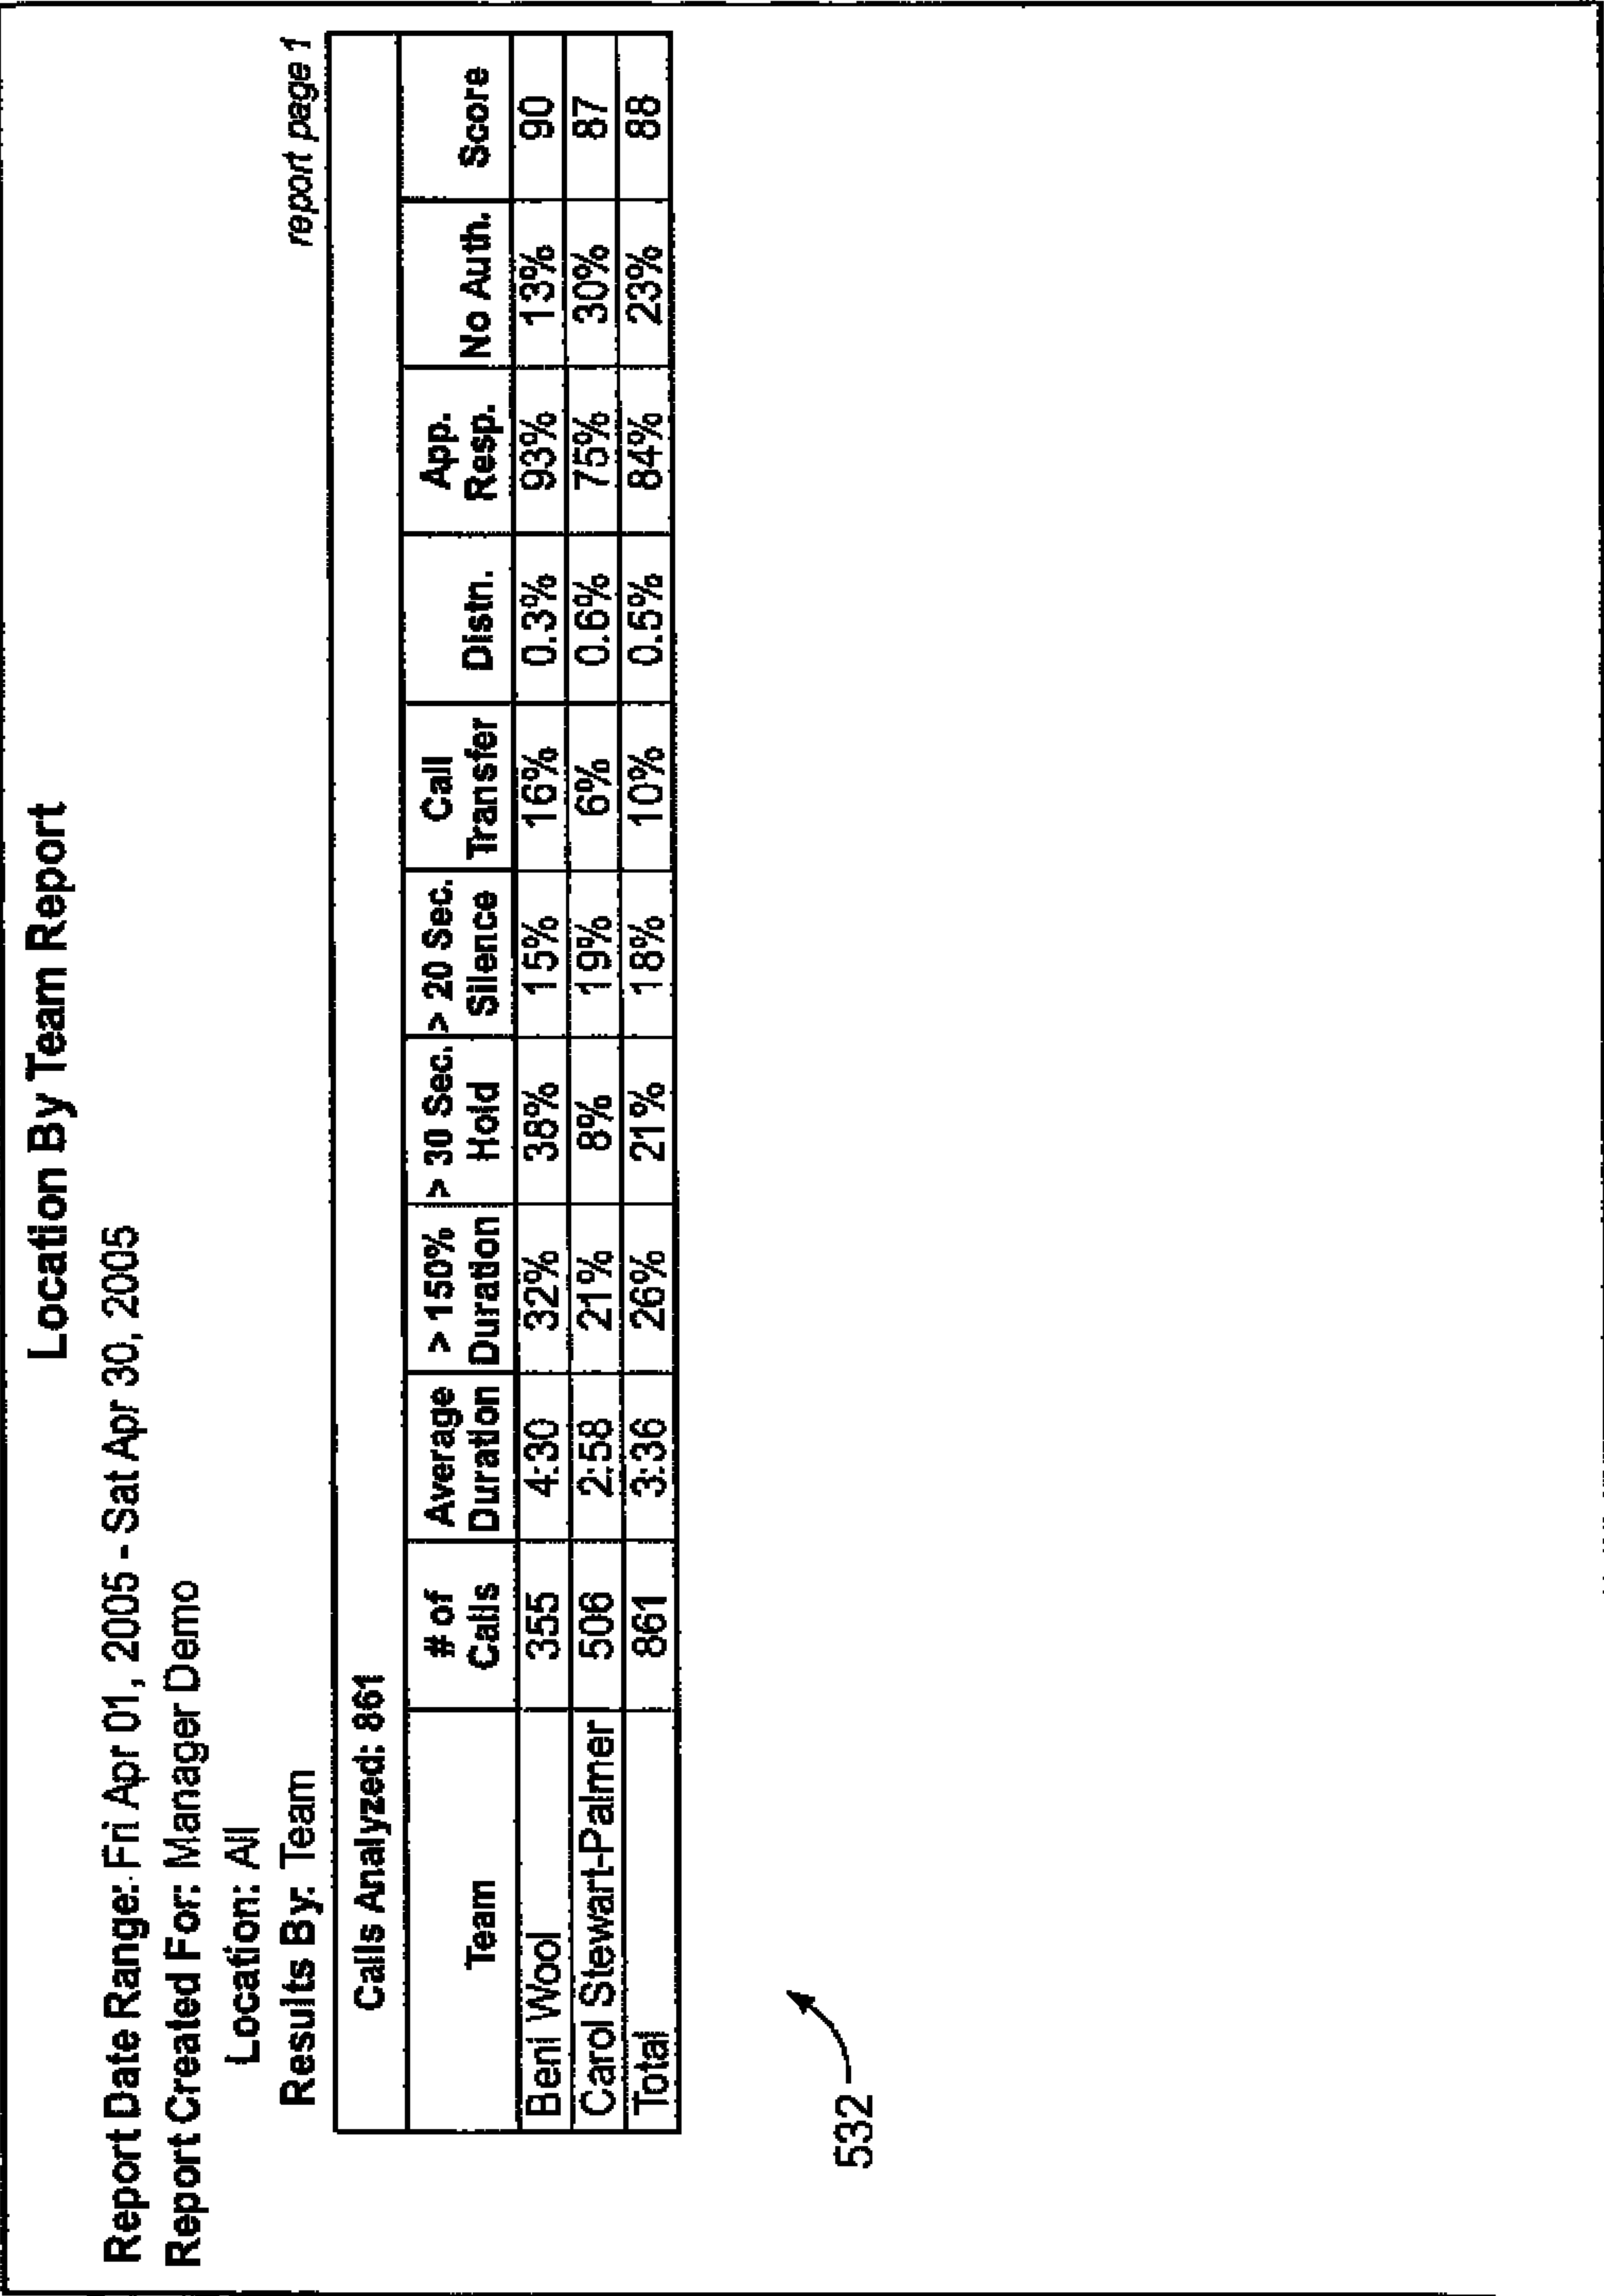 Location By Team Report
Report Date Range: Fri Apr 01, 2005 - Sat Apr 30, 2005
Report Created For: Manager Demo
Location: All
Results By: Team
report page 1
Calls Analyzed: 861
Team # of Calls Average Duration > 150% Duration > 30 Sec. Hold > 20 Sec. Silence Call Transfer Distn. App. Resp. No Auth. Score
Beni Wool 355 4:30 32% 38% 15% 16% 0.3% 93% 13% 90
Carol Stewart-Palmer 506 2:58 21% 8% 19% 6% 0.6% 75% 30% 87
Total 861 3:36 26% 21% 18% 10% 0.5% 84% 23% 88
532